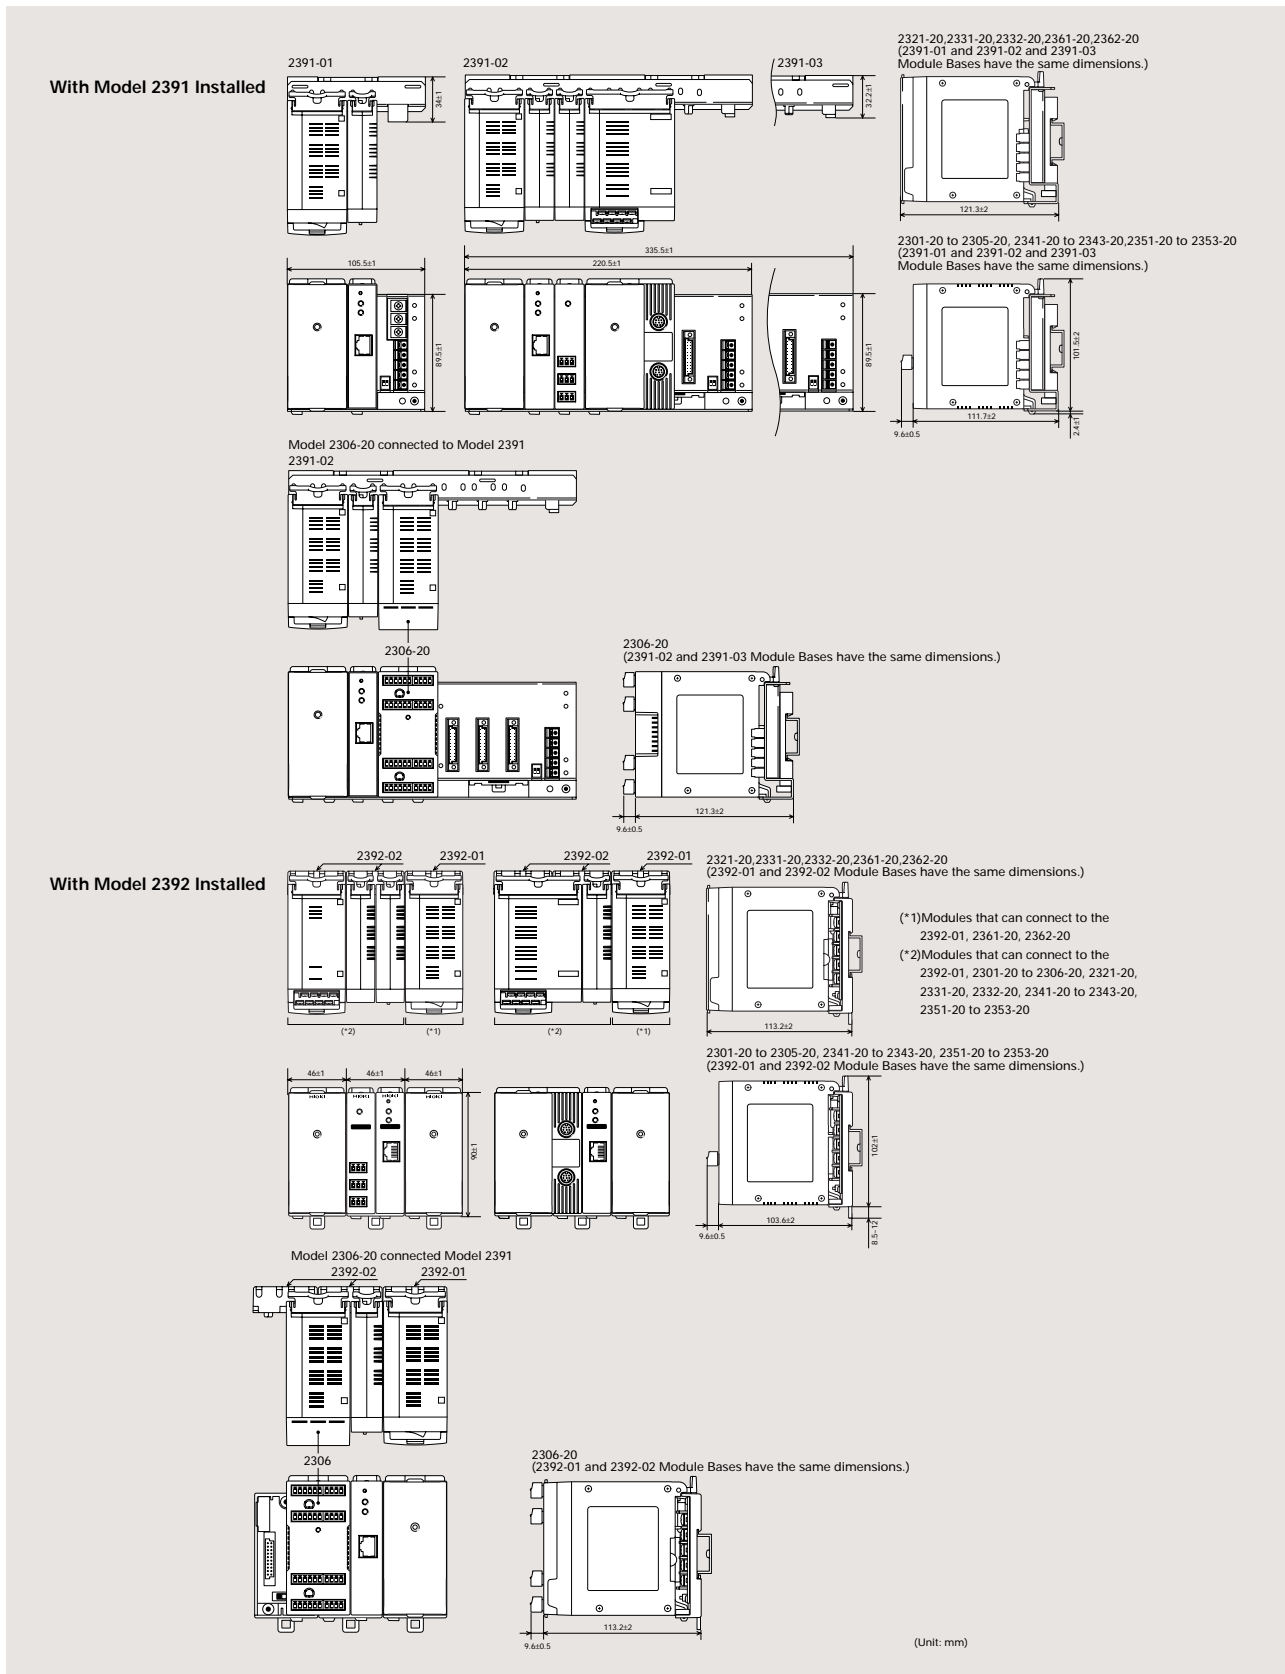 With Model 2391 Installed
2391-01
2391-02
2391-03
34±1
32.2±1
2321-20,2331-20,2332-20,2361-20,2362-20
(2391-01 and 2391-02 and 2391-03
Module Bases have the same dimensions.)
121.3±2
105.5±1
335.5±1
220.5±1
89.5±1
89.5±1
2301-20 to 2305-20, 2341-20 to 2343-20,2351-20 to 2353-20
(2391-01 and 2391-02 and 2391-03
Module Bases have the same dimensions.)
101.5±2
111.7±2
9.6±0.5
2.4±1
Model 2306-20 connected to Model 2391
2391-02
2306-20
2306-20
(2391-02 and 2391-03 Module Bases have the same dimensions.)
121.3±2
9.6±0.5
With Model 2392 Installed
2392-02
2392-01
2392-02
2392-01
(*2)
(*1)
(*2)
(*1)
2321-20,2331-20,2332-20,2361-20,2362-20
(2392-01 and 2392-02 Module Bases have the same dimensions.)
113.2±2
(*1)Modules that can connect to the
2392-01, 2361-20, 2362-20
(*2)Modules that can connect to the
2392-01, 2301-20 to 2306-20, 2321-20,
2331-20, 2332-20, 2341-20 to 2343-20,
2351-20 to 2353-20
46±1
46±1
46±1
HIOKI
HIOKI
HIOKI
HIOKI
90±1
2301-20 to 2305-20, 2341-20 to 2343-20, 2351-20 to 2353-20
(2392-01 and 2392-02 Module Bases have the same dimensions.)
102±1
103.6±2
9.6±0.5
8.5~12
Model 2306-20 connected Model 2391
2392-02
2392-01
2306
2306-20
(2392-01 and 2392-02 Module Bases have the same dimensions.)
113.2±2
9.6±0.5
(Unit: mm)